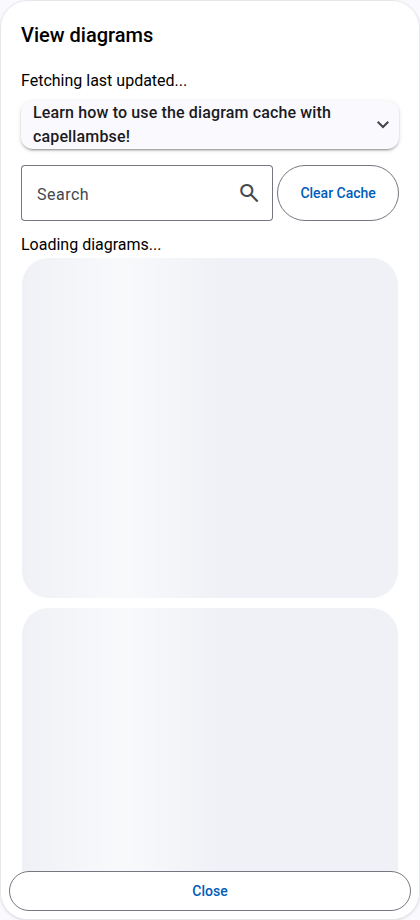 View diagrams
Fetching last updated...
Learn how to use the diagram cache with
capellambse!
Search
Clear Cache
Loading diagrams...
Close